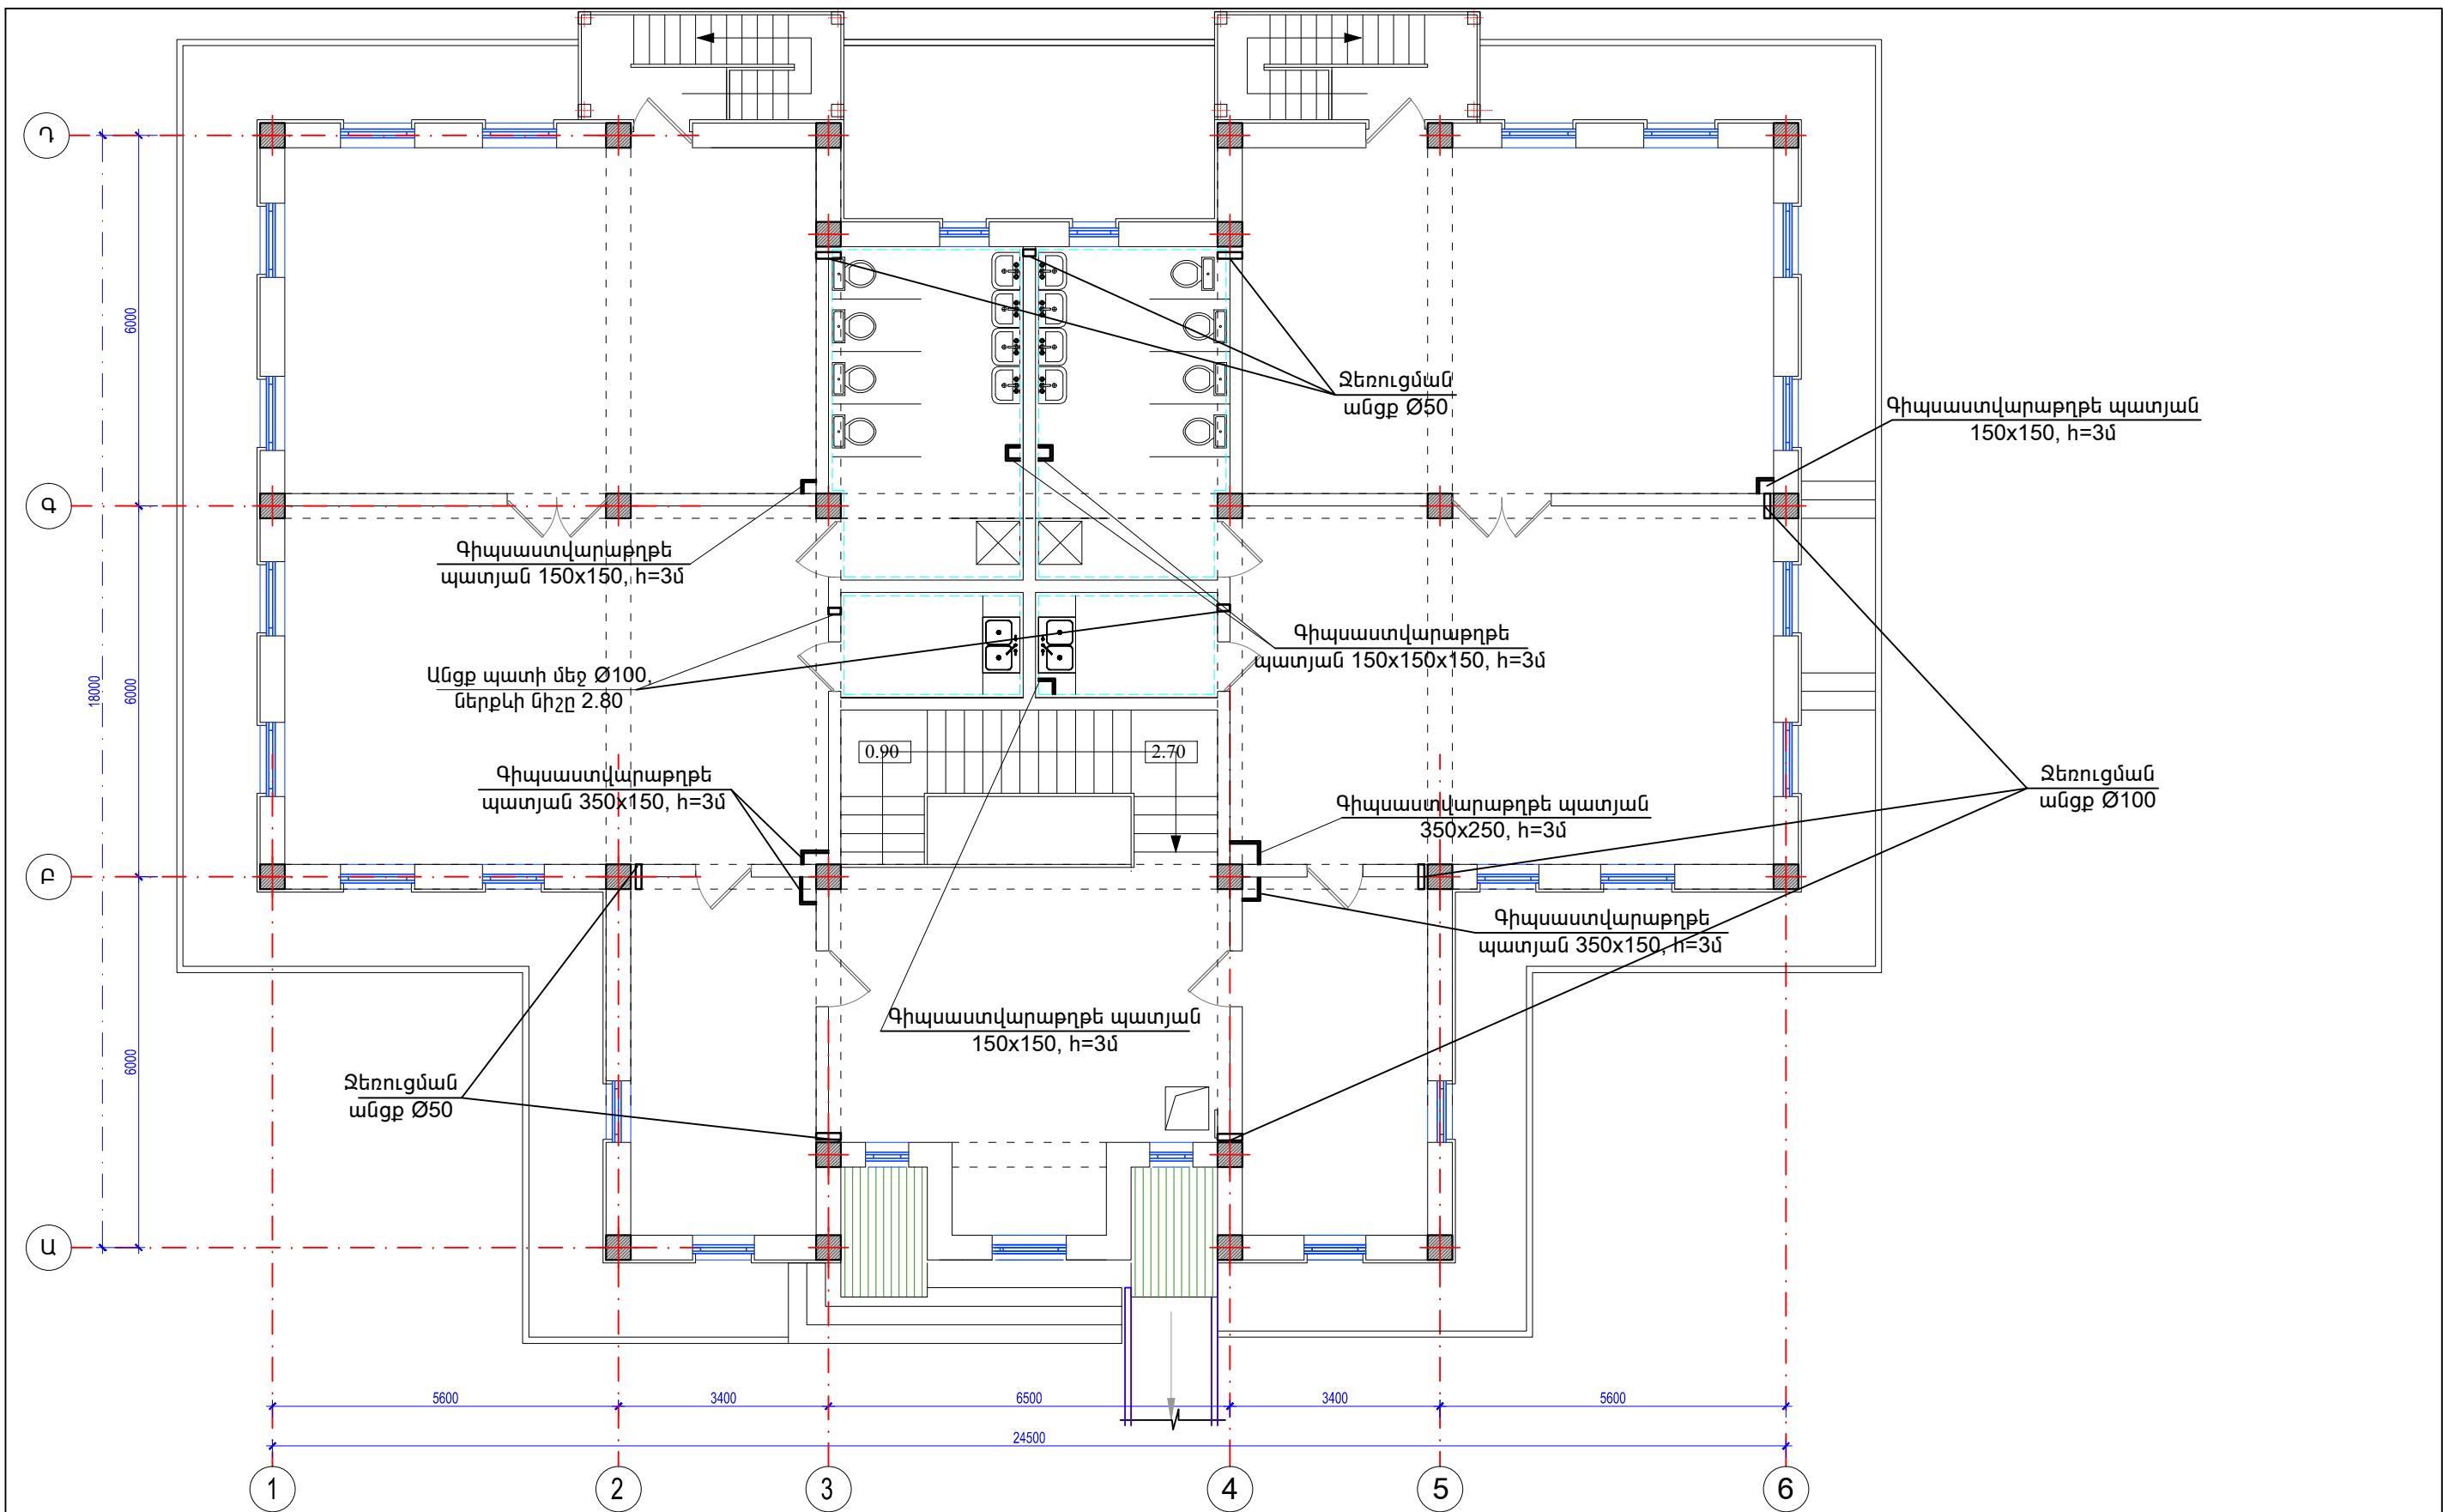 Դ
Ջեռուցման
անցք Ø50
Գիպսաստվարաթղթե պատյան
150x150, h=3մ
6000
Գ
Գիպսաստվարաթղթե
պատյան 150x150, h=3մ
Գիպսաստվարաթղթե
պատյան 150x150x150, h=3մ
Անցք պատի մեջ Ø100,
ներքևի նիշը 2.80
18000
6000
0.90
2.70
Գիպսաստվարաթղթե
պատյան 350x150, h=3մ
Ջեռուցման
անցք Ø100
Գիպսաստվարաթղթե պատյան
350x250, h=3մ
Բ
Գիպսաստվարաթղթե
պատյան 350x150, h=3մ
Գիպսաստվարաթղթե պատյան
150x150, h=3մ
6000
Ջեռուցման
անցք Ø50
Ա
5600
3400
6500
3400
5600
24500
1
2
3
4
5
6